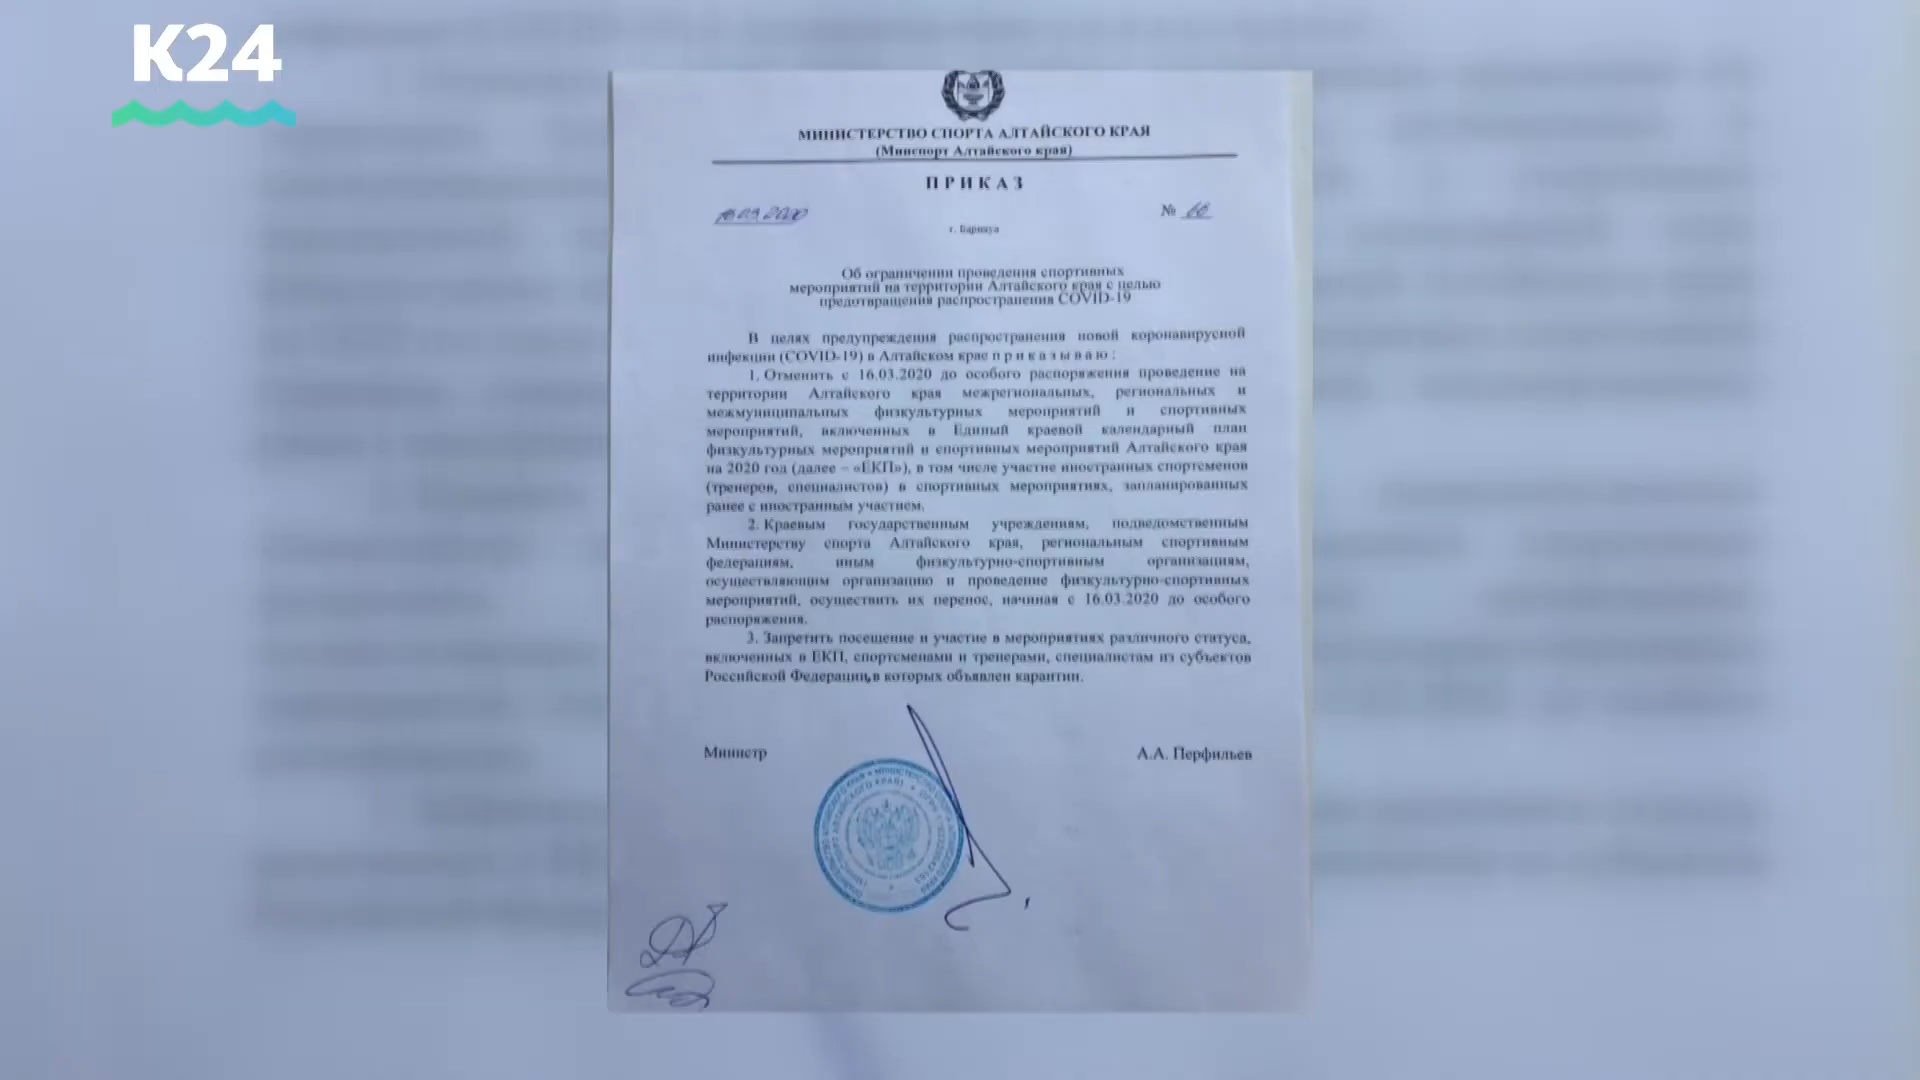 K24
МИНИСТЕРСТВО СПОРТА АЛТАЙСКОГО КРАЯ
(Минспорт Алтайского края)
ПРИКАЗ
№
г. Барнаул
Об ограничении проведения спортивных
мероприятий на территории Алтайского края с целью
предотвращения распространения COVID-19
В целях предупреждения распространения новой коронавирусной
инфекции (COVID-19) в Алтайском крае приказываю:
1. Отменить с 16.03.2020 до особого распоряжения проведение на
территории Алтайского края межрегиональных, региональных и
межмуниципальных физкультурных мероприятий и спортивных
мероприятий, включенных в Единый краевой календарный план
физкультурных мероприятий и спортивных мероприятий Алтайского края
на 2020 год (далее – «ЕКП»), в том числе участие иностранных спортсменов
(тренеров, специалистов) в спортивных мероприятиях, запланированных
ранее с иностранным участием.
2. Краевым государственным учреждениям, подведомственным
Министерству спорта Алтайского края, региональным спортивным
федерациям, иным физкультурно-спортивным организациям,
осуществляющим организацию и проведение физкультурно-спортивных
мероприятий, осуществить их перенос, начиная с 16.03.2020 до особого
распоряжения.
3. Запретить посещение и участие в мероприятиях различного статуса,
включенных в ЕКП, спортсменами и тренерами, специалистам из субъектов
Российской Федерации, в которых объявлен карантин.
Министр
А.А. Перфильев